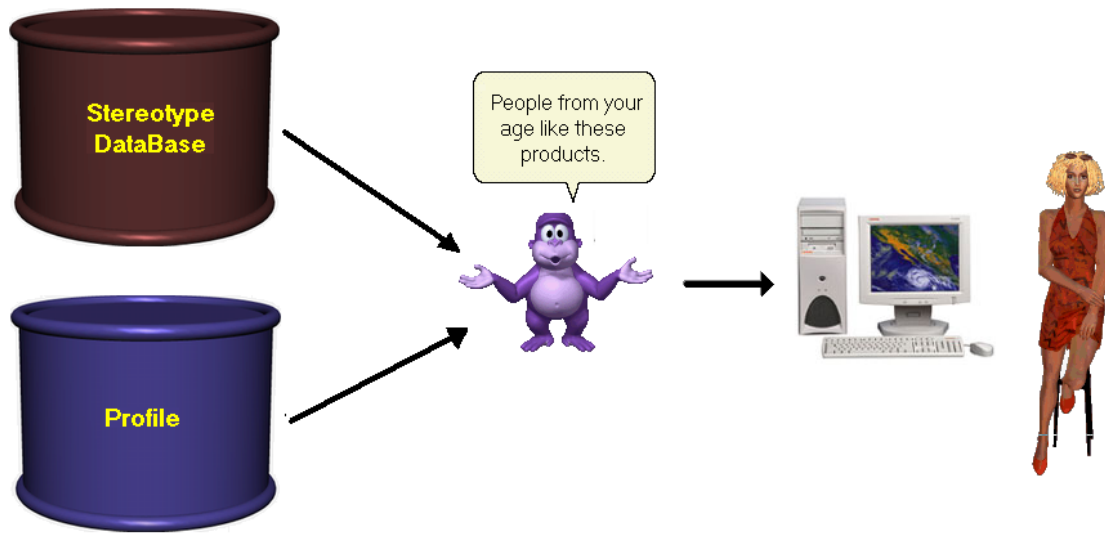 Stereotype
DataBase
People from your
age like these
products.
Profile